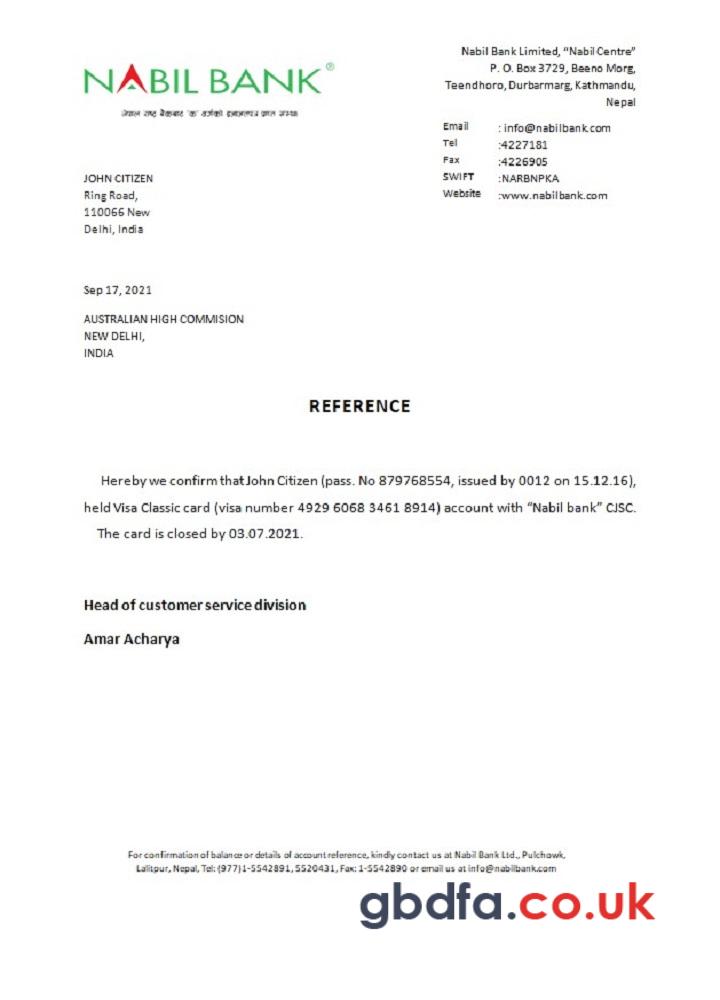 NABIL BANK®
नेपाल राष्ट्र बैंकबाट 'क' वर्गको इजाजतपत्र प्राप्त संस्था
Nabil Bank Limited, “Nabil Centre”
P. O. Box 3729, Beeno Morg,
Teendhoro, Durbarmarg, Kathmandu,
Nepal
Email : info@nabilbank.com
Tel :4227181
Fax :4226905
SWIFT :NARBNPKA
Website :www.nabilbank.com
JOHN CITIZEN
Ring Road,
110066 New
Delhi, India
Sep 17, 2021
AUSTRALIAN HIGH COMMISION
NEW DELHI,
INDIA
REFERENCE
Hereby we confirm that John Citizen (pass. No 879768554, issued by 0012 on 15.12.16),
held Visa Classic card (visa number 4929 6068 3461 8914) account with “Nabil bank” CJSC.
The card is closed by 03.07.2021.
Head of customer service division
Amar Acharya
For confirmation of balance or details of account reference, kindly contact us at Nabil Bank Ltd., Pulchowk,
Lalitpur, Nepal, Tel: (977)1-5542891, 5520431, Fax: 1-5542890 or email us at info@nabilbank.com
gbdfa.co.uk